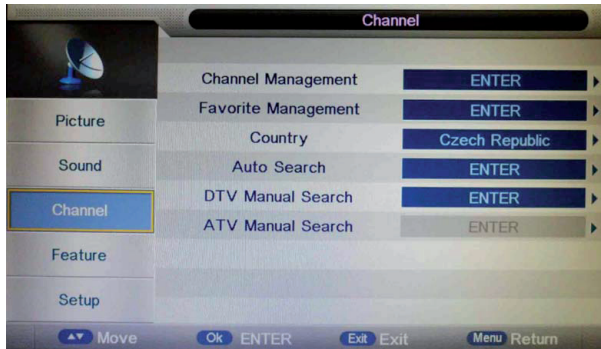 Channel
Channel Management ENTER
Favorite Management ENTER
Country Czech Republic
Auto Search ENTER
DTV Manual Search ENTER
ATV Manual Search ENTER
Picture
Sound
Channel
Feature
Setup
Move Ok ENTER Exit Exit Menu Return